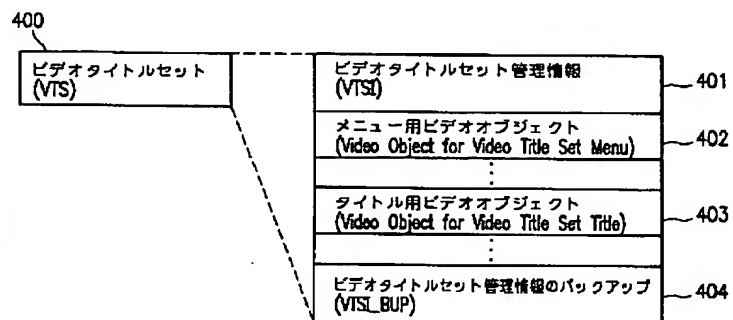 400
ビデオタイトルセット
(VTS)
ビデオタイトルセット管理情報
(VTSI)
401
メニュー用ビデオオブジェクト
(Video Object for Video Title Set Menu)
402
タイトル用ビデオオブジェクト
(Video Object for Video Title Set Title)
403
ビデオタイトルセット管理情報のバックアップ
(VTSI_BUP)
404